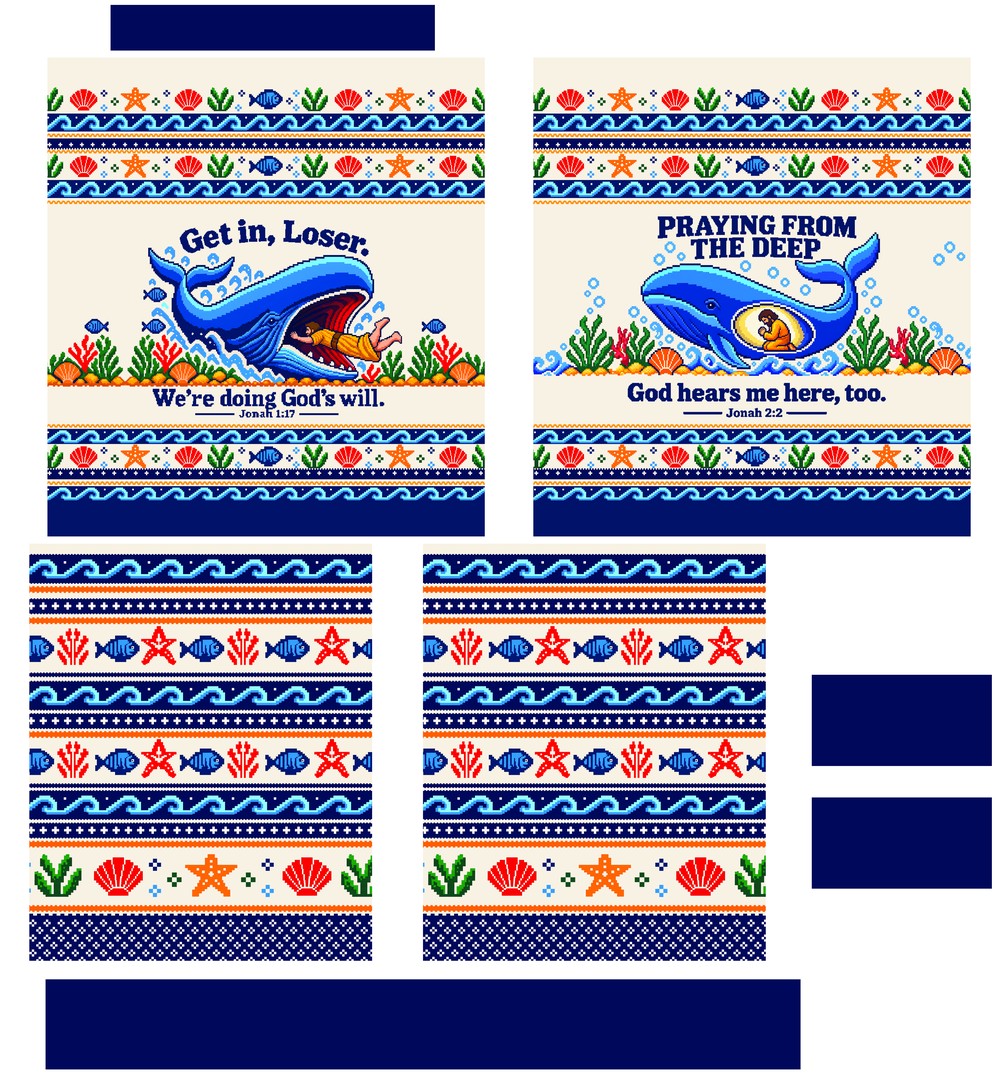 Get in, Loser.
We're doing God's will.
Jonah 1:17
PRAYING FROM
THE DEEP
God hears me here, too.
Jonah 2:2